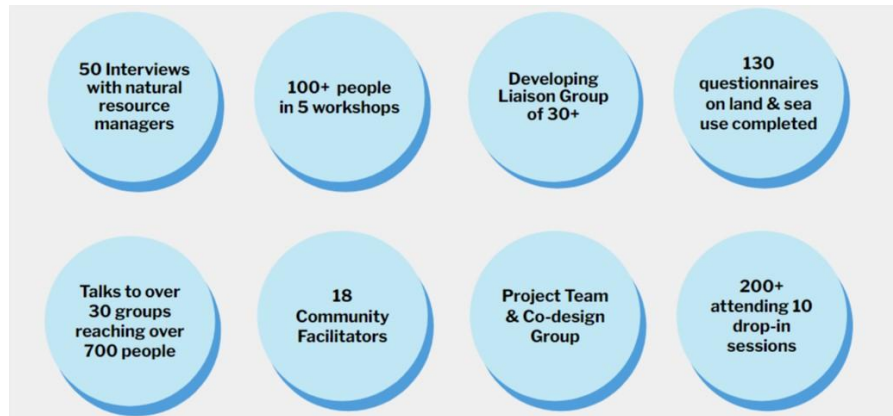 50 Interviews
with natural
resource
managers
100+ people
in 5 workshops
Developing
Liaison Group
of 30+
130
questionnaires
on land & sea
use completed
Talks to over
30 groups
reaching over
700 people
18
Community
Facilitators
Project Team
& Co-design
Group
200+
attending 10
drop-in
sessions